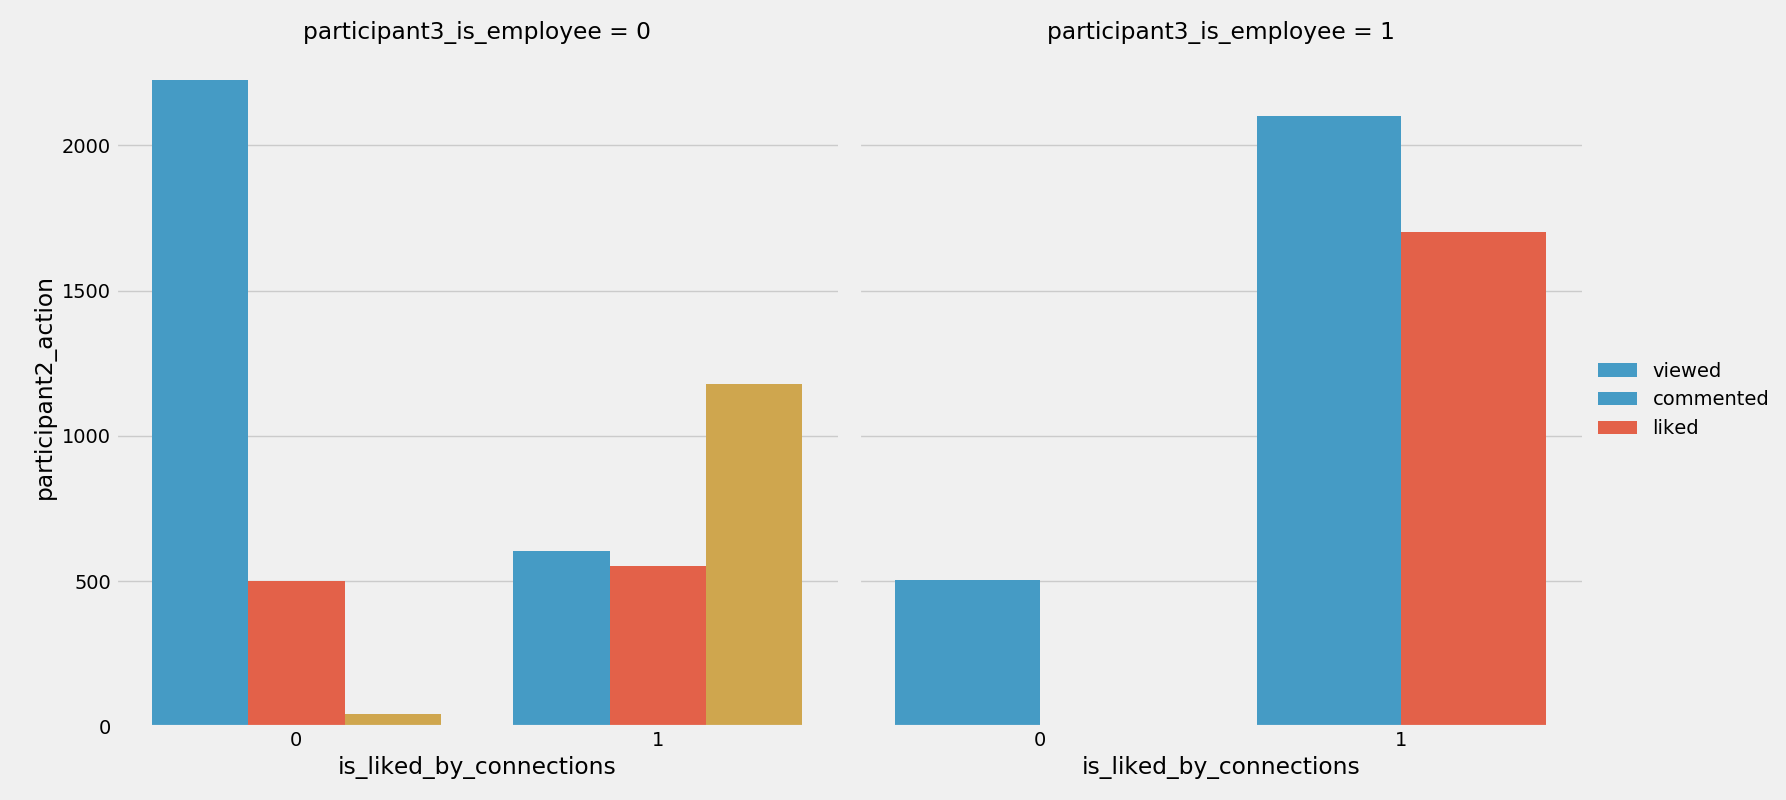 participant3_is_employee = 0
participant3_is_employee = 1
participant2_action
2000
1500
1000
500
0
0
1
0
1
is_liked_by_connections
is_liked_by_connections
viewed
commented
liked